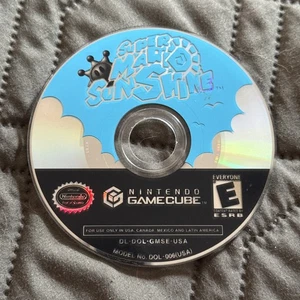 SUPER
MARIO
SUNSHINE
Nintendo
NINTENDO
GAMECUBE
E
EVERYONE
ESRB
FOR USE ONLY IN USA, CANADA, MEXICO AND LATIN AMERICA
DL-DOL-GMSE-USA
MODEL NO. DOL-006(USA)